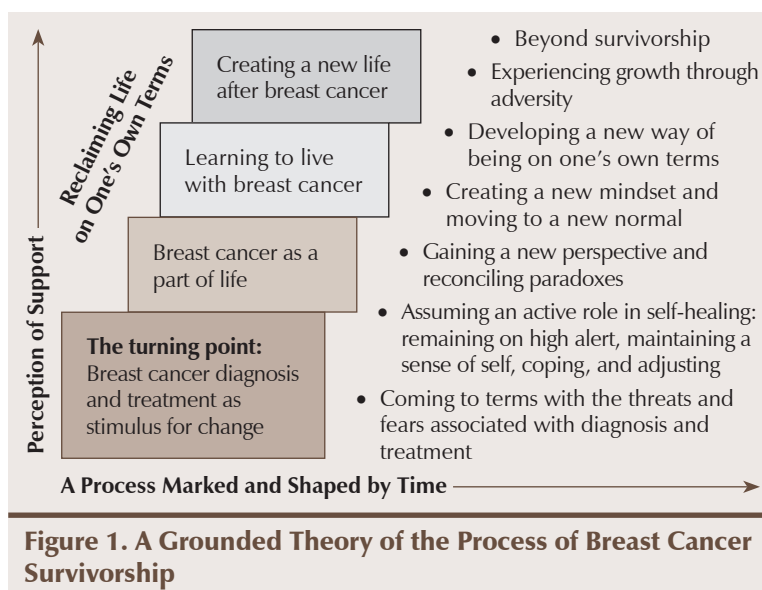 Creating a new life
after breast cancer
Learning to live
with breast cancer
Breast cancer as a
part of life
The turning point:
Breast cancer diagnosis
and treatment as
stimulus for change
Reclaiming Life
on One’s Own Terms
Perception of Support
• Beyond survivorship
• Experiencing growth through
adversity
• Developing a new way of
being on one’s own terms
• Creating a new mindset and
moving to a new normal
• Gaining a new perspective and
reconciling paradoxes
• Assuming an active role in self-healing:
remaining on high alert, maintaining a
sense of self, coping, and adjusting
• Coming to terms with the threats and
fears associated with diagnosis and
treatment
A Process Marked and Shaped by Time
Figure 1. A Grounded Theory of the Process of Breast Cancer
Survivorship